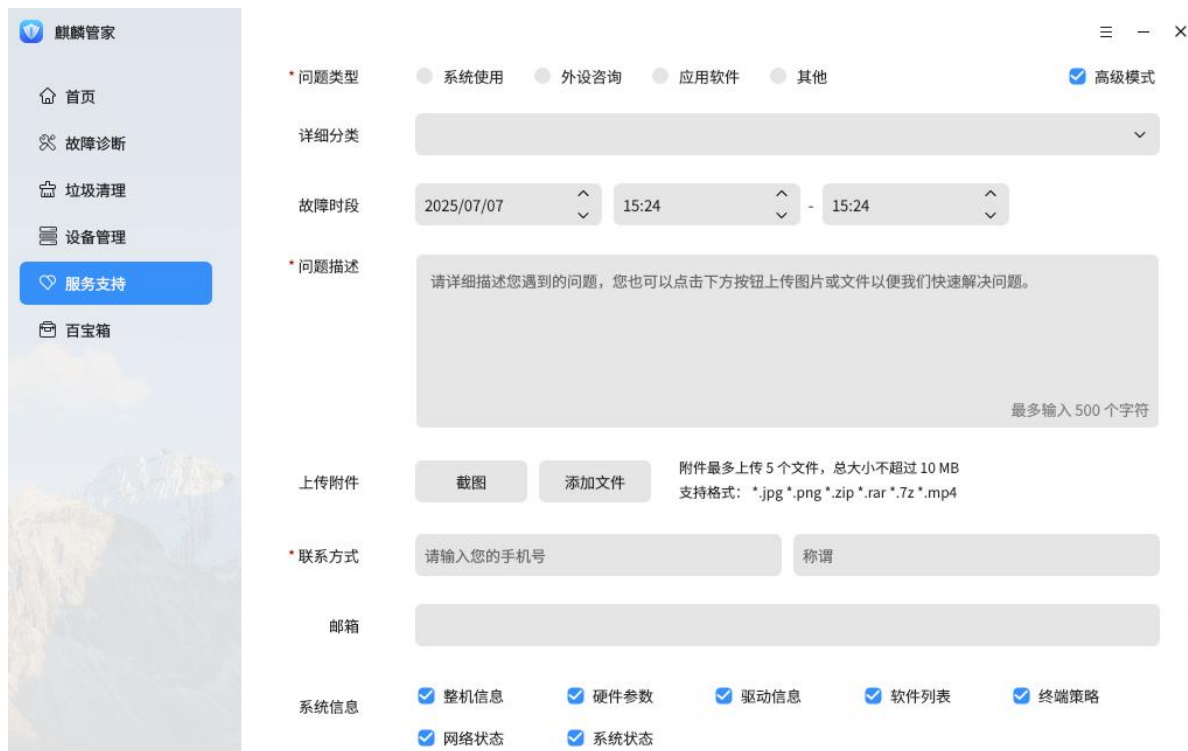 麒麟管家
首页
故障诊断
垃圾清理
设备管理
服务支持
百宝箱
*问题类型 系统使用 外设咨询 应用软件 其他 高级模式
详细分类
故障时段 2025/07/07 15:24 - 15:24
*问题描述
请详细描述您遇到的问题，您也可以点击下方按钮上传图片或文件以便我们快速解决问题。
最多输入 500 个字符
上传附件 截图 添加文件
附件最多上传 5 个文件，总大小不超过 10 MB
支持格式： *.jpg *.png *.zip *.rar *.7z *.mp4
*联系方式 请输入您的手机号 称谓
邮箱
系统信息 整机信息 硬件参数 驱动信息 软件列表 终端策略
网络状态 系统状态